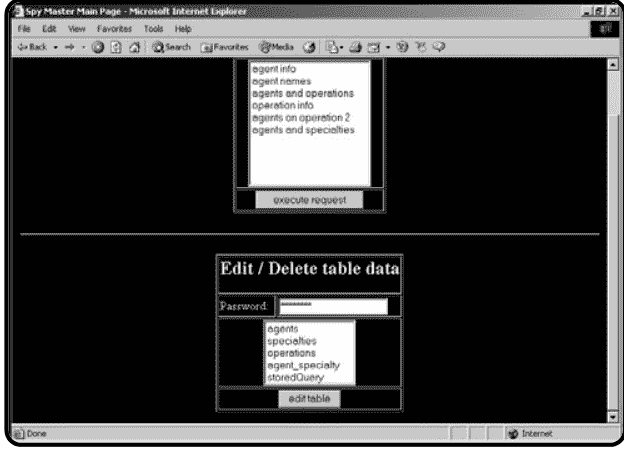 Spy Master Main Page - Microsoft Internet Explorer
File Edit View Favorites Tools Help
Back Search Favorites Media
agent info
agent names
agents and operations
operation info
agents on operation 2
agents and specialties
execute request
Edit / Delete table data
Password: ********
agents
specialties
operations
agent_specialty
storedQuery
edit table
Done Internet